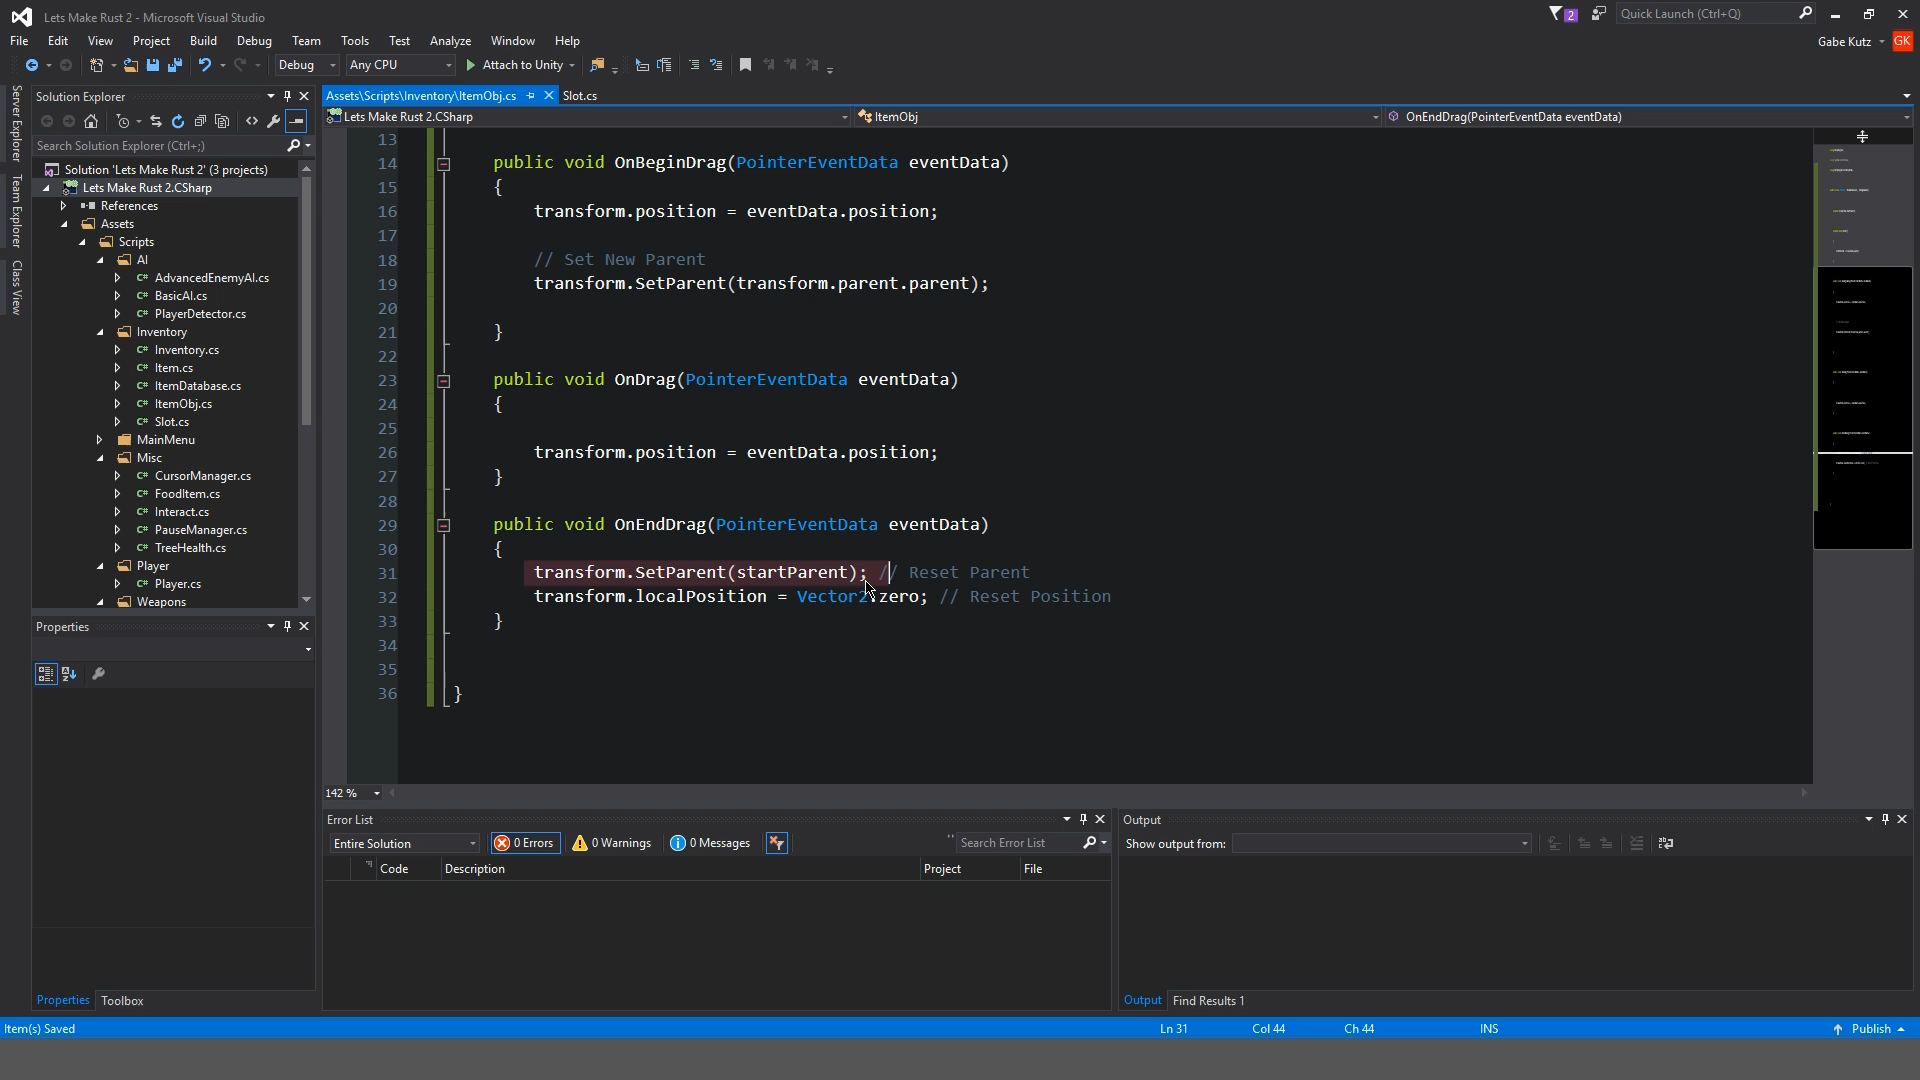 Lets Make Rust 2 - Microsoft Visual Studio
2
Quick Launch (Ctrl+Q)
File Edit View Project Build Debug Team Tools Test Analyze Window Help
Gabe Kutz
GK
Debug
Any CPU
Attach to Unity
Server Explorer
Team Explorer
Class View
Solution Explorer
Search Solution Explorer (Ctrl+;)
Solution 'Lets Make Rust 2' (3 projects)
Lets Make Rust 2.CSharp
References
Assets
Scripts
AI
C# AdvancedEnemyAI.cs
C# BasicAI.cs
C# PlayerDetector.cs
Inventory
C# Inventory.cs
C# Item.cs
C# ItemDatabase.cs
C# ItemObj.cs
C# Slot.cs
MainMenu
Misc
C# CursorManager.cs
C# FoodItem.cs
C# Interact.cs
C# PauseManager.cs
C# TreeHealth.cs
Player
C# Player.cs
Weapons
Properties
Properties
Toolbox
Assets\Scripts\Inventory\ItemObj.cs
Slot.cs
Lets Make Rust 2.CSharp
ItemObj
OnEndDrag(PointerEventData eventData)
13
14 public void OnBeginDrag(PointerEventData eventData)
15 {
16 transform.position = eventData.position;
17
18 // Set New Parent
19 transform.SetParent(transform.parent.parent);
20
21 }
22
23 public void OnDrag(PointerEventData eventData)
24 {
25
26 transform.position = eventData.position;
27 }
28
29 public void OnEndDrag(PointerEventData eventData)
30 {
31 transform.SetParent(startParent); // Reset Parent
32 transform.localPosition = Vector2.zero; // Reset Position
33 }
34
35
36 }
142 %
Error List
Entire Solution
0 Errors
0 Warnings
0 Messages
Search Error List
Code
Description
Project
File
Output
Show output from:
Output
Find Results 1
Item(s) Saved
Ln 31
Col 44
Ch 44
INS
Publish